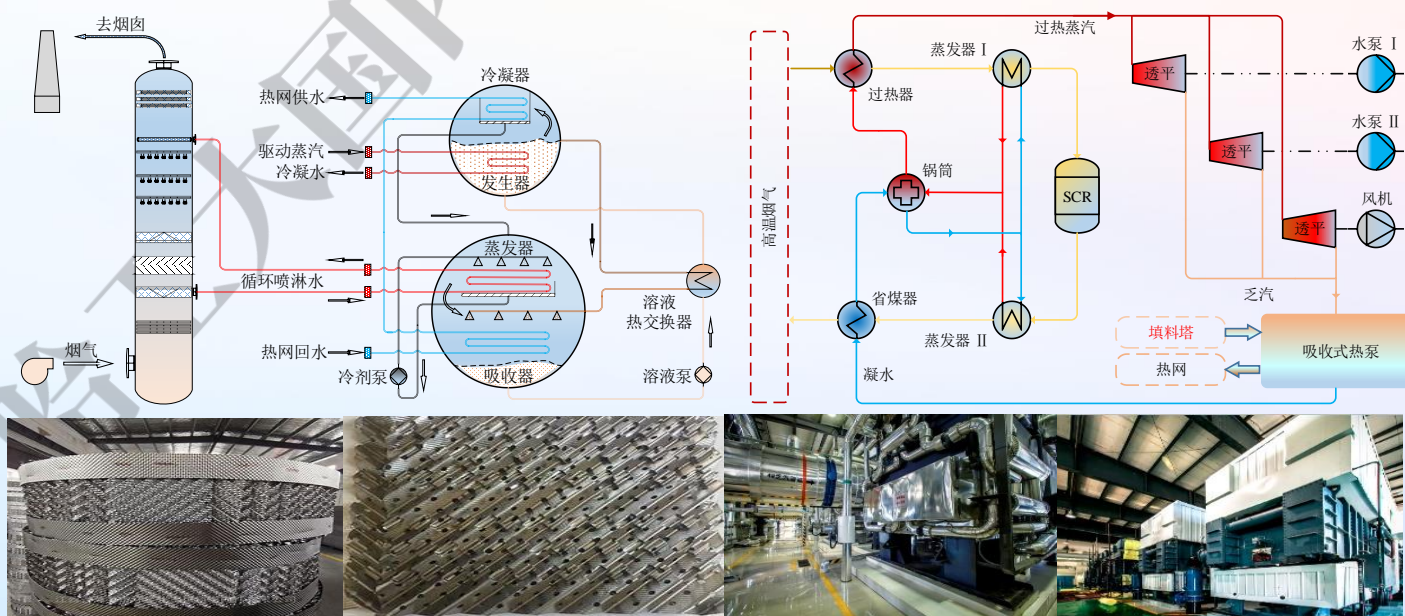 去烟囱
冷凝器
热网供水
驱动蒸汽
冷凝水
发生器
蒸发器
循环喷淋水
溶液
热交换器
热网回水
烟气
冷剂泵
吸收器
溶液泵
过热蒸汽
水泵 I
蒸发器 I
透平
过热器
水泵 II
透平
锅筒
SCR
风机
高温烟气
透平
乏汽
省煤器
蒸发器 II
填料塔
吸收式热泵
热网
凝水